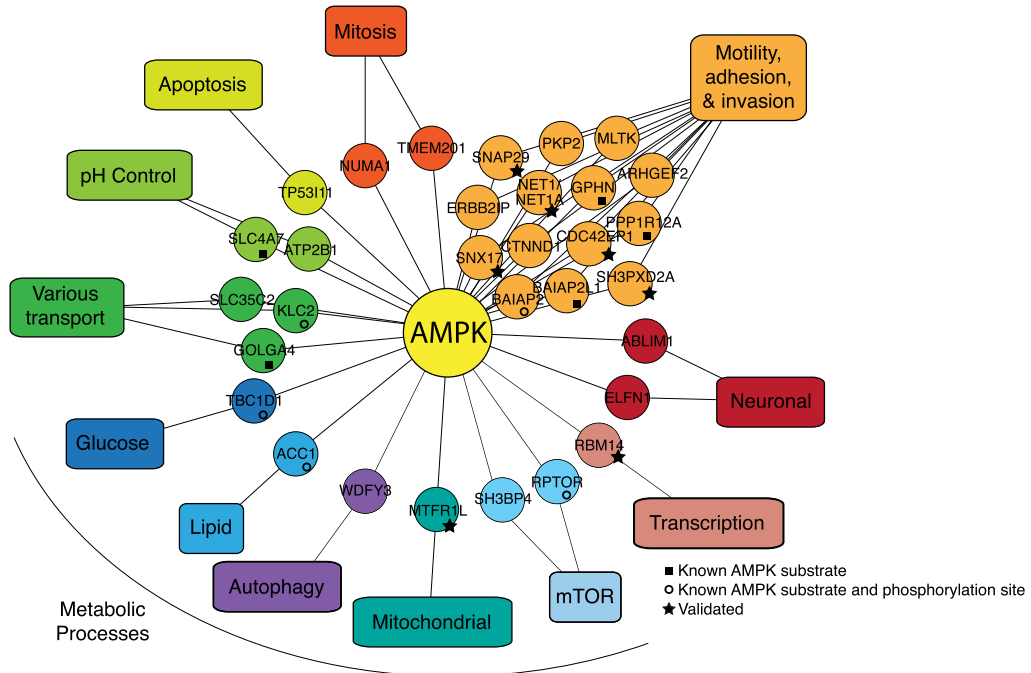 Mitosis
Motility,
adhesion,
& invasion
Apoptosis
pH Control
Various
transport
Glucose
Lipid
Autophagy
Mitochondrial
mTOR
Transcription
Neuronal
AMPK
NUMA1
TMEM201
TP53I11
SLC4A7
ATP2B1
SLC35C2
KLC2
GOLGA4
TBC1D1
ACC1
WDFY3
MTFR1L
SH3BP4
RPTOR
RBM14
ELFN1
ABLIM1
SNAP29
PKP2
MLTK
ERBB2IP
NET1/
NET1A
GPHN
ARHGEF2
SNX17
CTNND1
CDC42EP1
PPP1R12A
BAIAP2
BAIAP2L1
SH3PXD2A
Known AMPK substrate
Known AMPK substrate and phosphorylation site
Validated
Metabolic
Processes